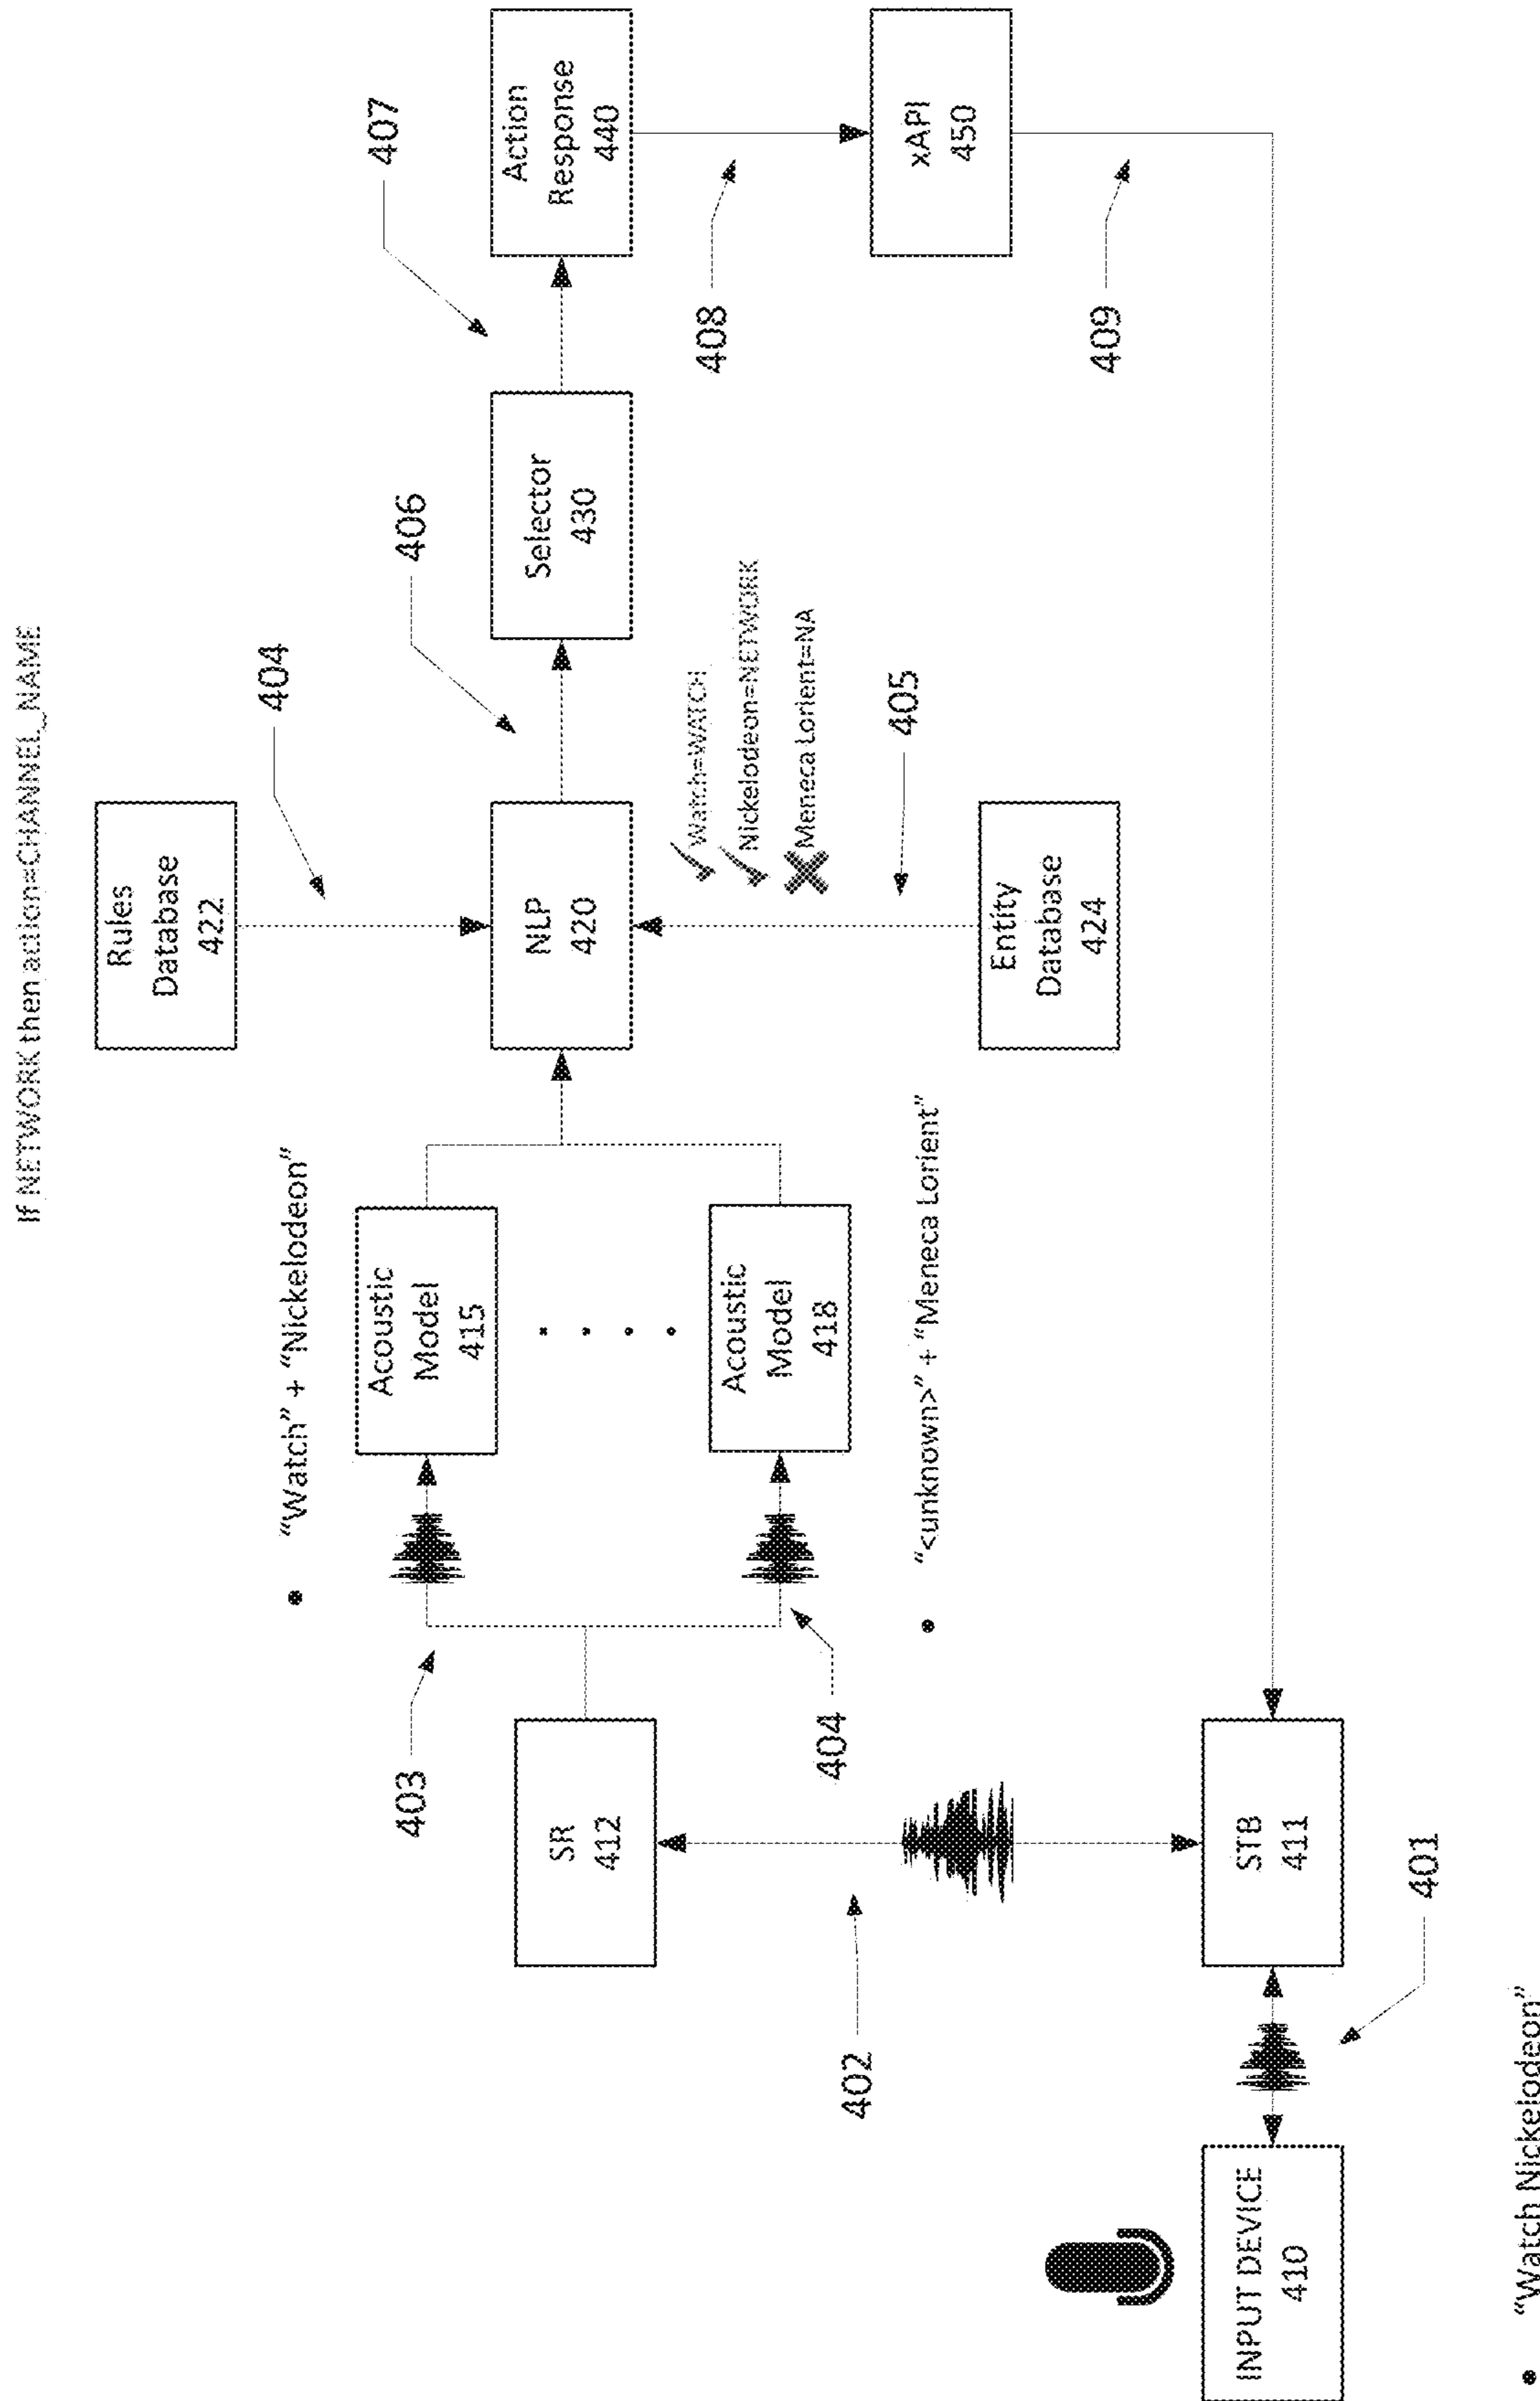 If NETWORK then action=CHANNEL_NAME
Rules
Database
422
404
406
407
• "Watch" + "Nickelodeon"
403
SR
412
Acoustic
Model
415
Acoustic
Model
418
404
• "<unknown>" + "Meneca Lorient"
NLP
420
Watch=WATCH
Nickelodeon=NETWORK
Meneca Lorient=NA
405
Entity
Database
424
Selector
430
Action
Response
440
408
xAPI
450
409
402
INPUT DEVICE
410
STB
411
401
• "Watch Nickelodeon"